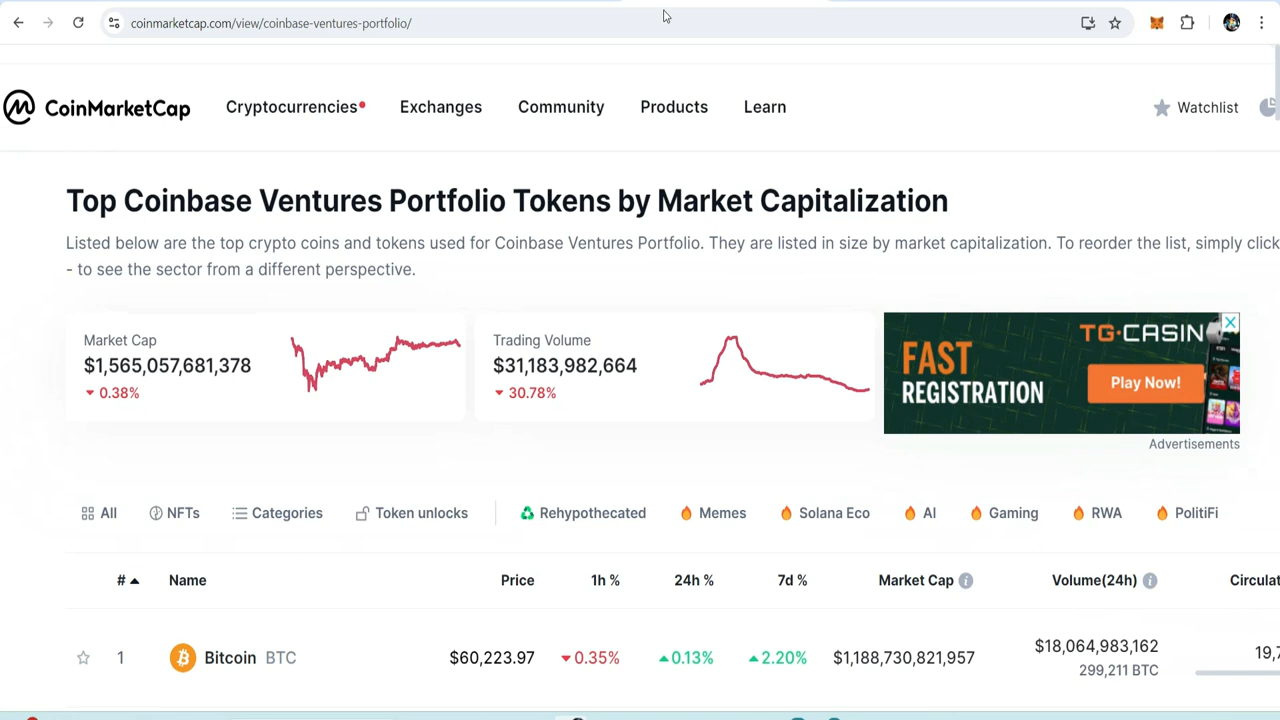 coinmarketcap.com/view/coinbase-ventures-portfolio/
CoinMarketCap Cryptocurrencies Exchanges Community Products Learn Watchlist
Top Coinbase Ventures Portfolio Tokens by Market Capitalization
Listed below are the top crypto coins and tokens used for Coinbase Ventures Portfolio. They are listed in size by market capitalization. To reorder the list, simply click
- to see the sector from a different perspective.
Market Cap
$1,565,057,681,378
0.38%
Trading Volume
$31,183,982,664
30.78%
TG·CASIN
FAST
REGISTRATION
Play Now!
Advertisements
All NFTs Categories Token unlocks Rehypothecated Memes Solana Eco AI Gaming RWA PolitiFi
# Name Price 1h % 24h % 7d % Market Cap Volume(24h) Circulat
1 Bitcoin BTC $60,223.97 0.35% 0.13% 2.20% $1,188,730,821,957 $18,064,983,162 19,7
299,211 BTC